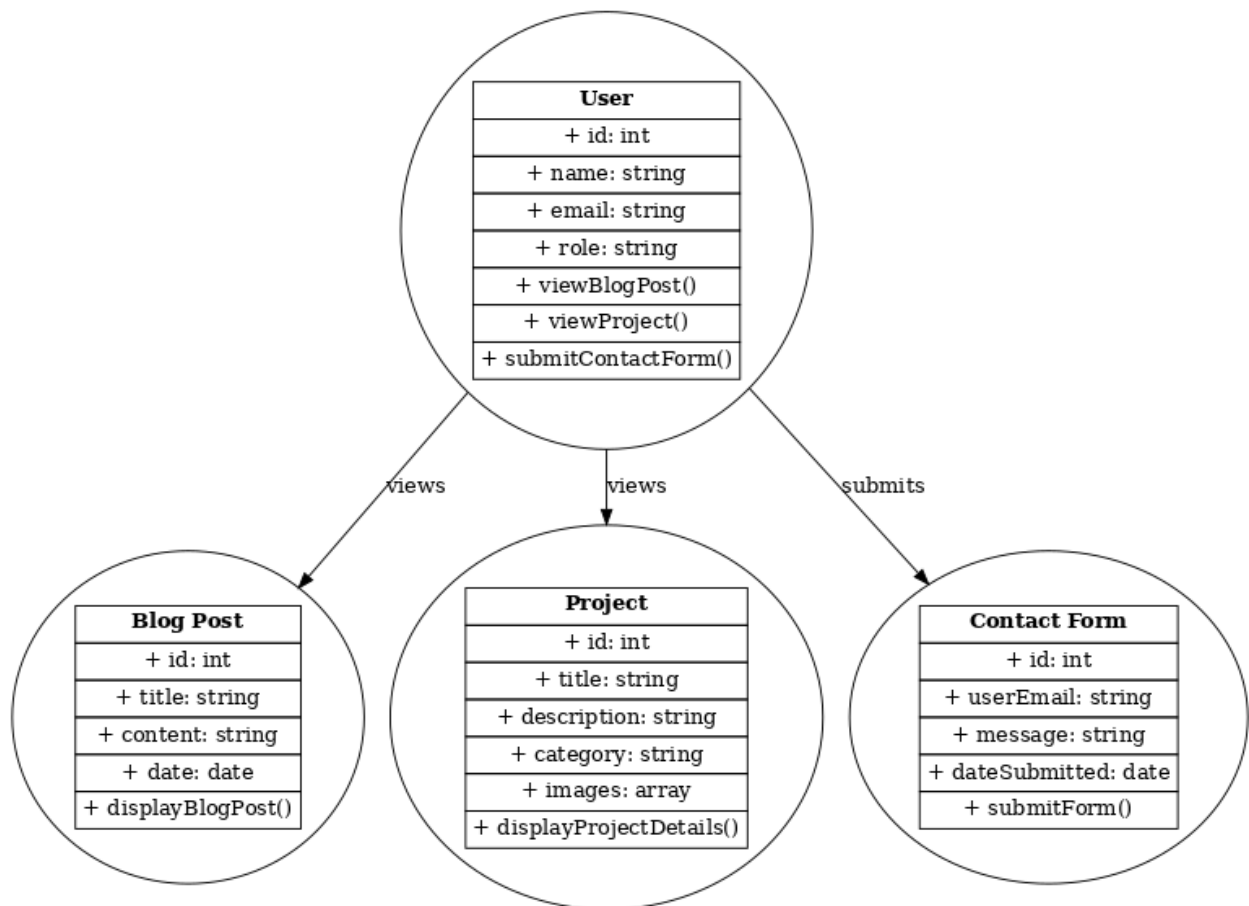 User
+ id: int
+ name: string
+ email: string
+ role: string
+ viewBlogPost()
+ viewProject()
+ submitContactForm()
views
views
submits
Blog Post
+ id: int
+ title: string
+ content: string
+ date: date
+ displayBlogPost()
Project
+ id: int
+ title: string
+ description: string
+ category: string
+ images: array
+ displayProjectDetails()
Contact Form
+ id: int
+ userEmail: string
+ message: string
+ dateSubmitted: date
+ submitForm()